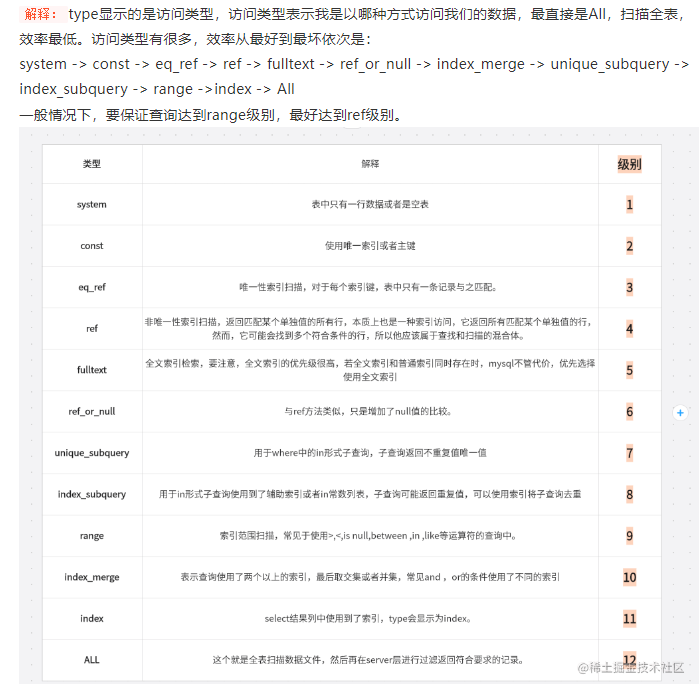 解释： type显示的是访问类型，访问类型表示我是以哪种方式访问我们的数据，最直接是All，扫描全表，
效率最低。访问类型有很多，效率从最好到最坏依次是：
system -> const -> eq_ref -> ref -> fulltext -> ref_or_null -> index_merge -> unique_subquery ->
index_subquery -> range ->index -> All
一般情况下，要保证查询达到range级别，最好达到ref级别。
类型 解释 级别
system 表中只有一行数据或者是空表 1
const 使用唯一索引或者主键 2
eq_ref 唯一性索引扫描，对于每个索引键，表中只有一条记录与之匹配。 3
ref 非唯一性索引扫描，返回匹配某个单独值的所有行，本质上也是一种索引访问，它返回所有匹配某个单独值的行，
然而，它可能会找到多个符合条件的行，所以他应该属于查找和扫描的混合体。 4
fulltext 全文索引检索，要注意，全文索引的优先级很高，若全文索引和普通索引同时存在时，mysql不管代价，优先选择
使用全文索引 5
ref_or_null 与ref方法类似，只是增加了null值的比较。 6
unique_subquery 用于where中的in形式子查询，子查询返回不重复值唯一值 7
index_subquery 用于in形式子查询使用到了辅助索引或者in常数列表，子查询可能返回重复值，可以使用索引将子查询去重 8
range 索引范围扫描，常见于使用>,<,is null,between ,in ,like等运算符的查询中。 9
index_merge 表示查询使用了两个以上的索引，最后取交集或者并集，常见and ，or的条件使用了不同的索引 10
index select结果列中使用到了索引，type会显示为index。 11
ALL 这个就是全表扫描数据文件，然后再在server层进行过滤返回符合要求的记录。 12
@稀土掘金技术社区